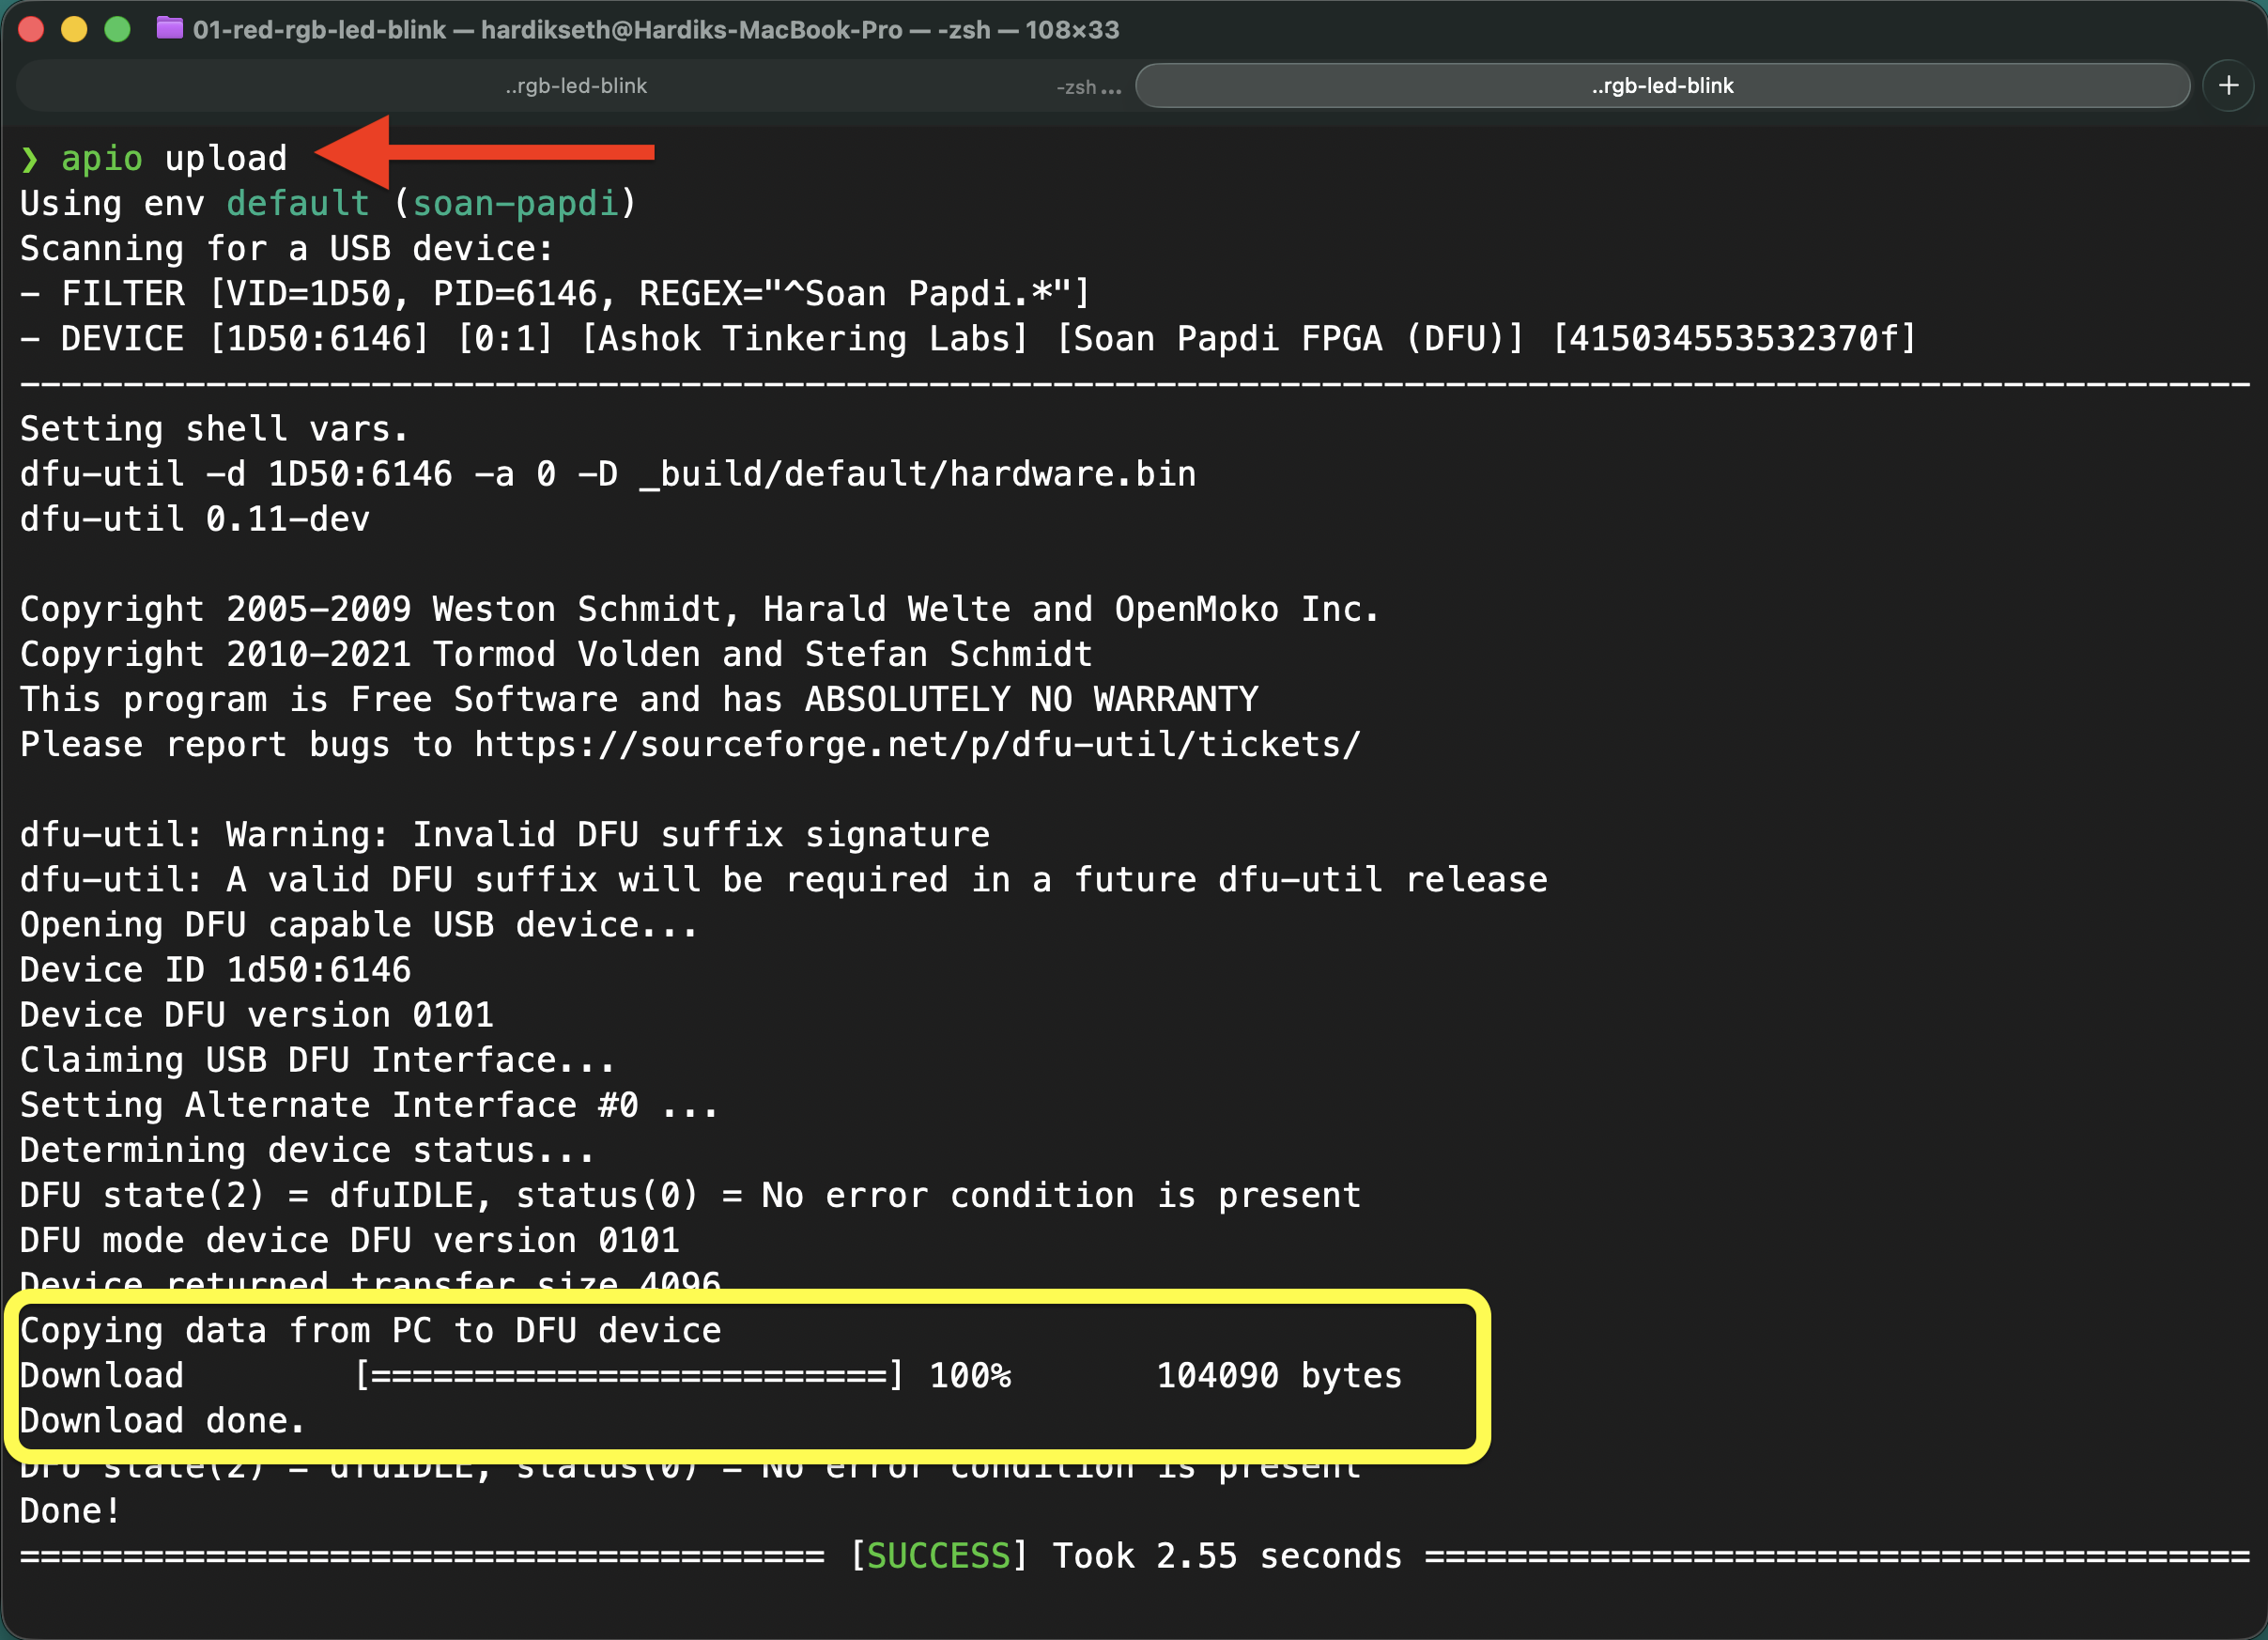 01-red-rgb-led-blink — hardikseth@Hardiks-MacBook-Pro — -zsh — 108×33
..rgb-led-blink -zsh ... ..rgb-led-blink +
❯ apio upload
Using env default (soan-papdi)
Scanning for a USB device:
- FILTER [VID=1D50, PID=6146, REGEX="^Soan Papdi.*"]
- DEVICE [1D50:6146] [0:1] [Ashok Tinkering Labs] [Soan Papdi FPGA (DFU)] [415034553532370f]
------------------------------------------------------------------------------------------------------------
Setting shell vars.
dfu-util -d 1D50:6146 -a 0 -D _build/default/hardware.bin
dfu-util 0.11-dev
Copyright 2005-2009 Weston Schmidt, Harald Welte and OpenMoko Inc.
Copyright 2010-2021 Tormod Volden and Stefan Schmidt
This program is Free Software and has ABSOLUTELY NO WARRANTY
Please report bugs to https://sourceforge.net/p/dfu-util/tickets/
dfu-util: Warning: Invalid DFU suffix signature
dfu-util: A valid DFU suffix will be required in a future dfu-util release
Opening DFU capable USB device...
Device ID 1d50:6146
Device DFU version 0101
Claiming USB DFU Interface...
Setting Alternate Interface #0 ...
Determining device status...
DFU state(2) = dfuIDLE, status(0) = No error condition is present
DFU mode device DFU version 0101
Device returned transfer size 4096
Copying data from PC to DFU device
Download [=========================] 100% 104090 bytes
Download done.
DFU state(2) = dfuIDLE, status(0) = No error condition is present
Done!
======================================= [SUCCESS] Took 2.55 seconds ========================================